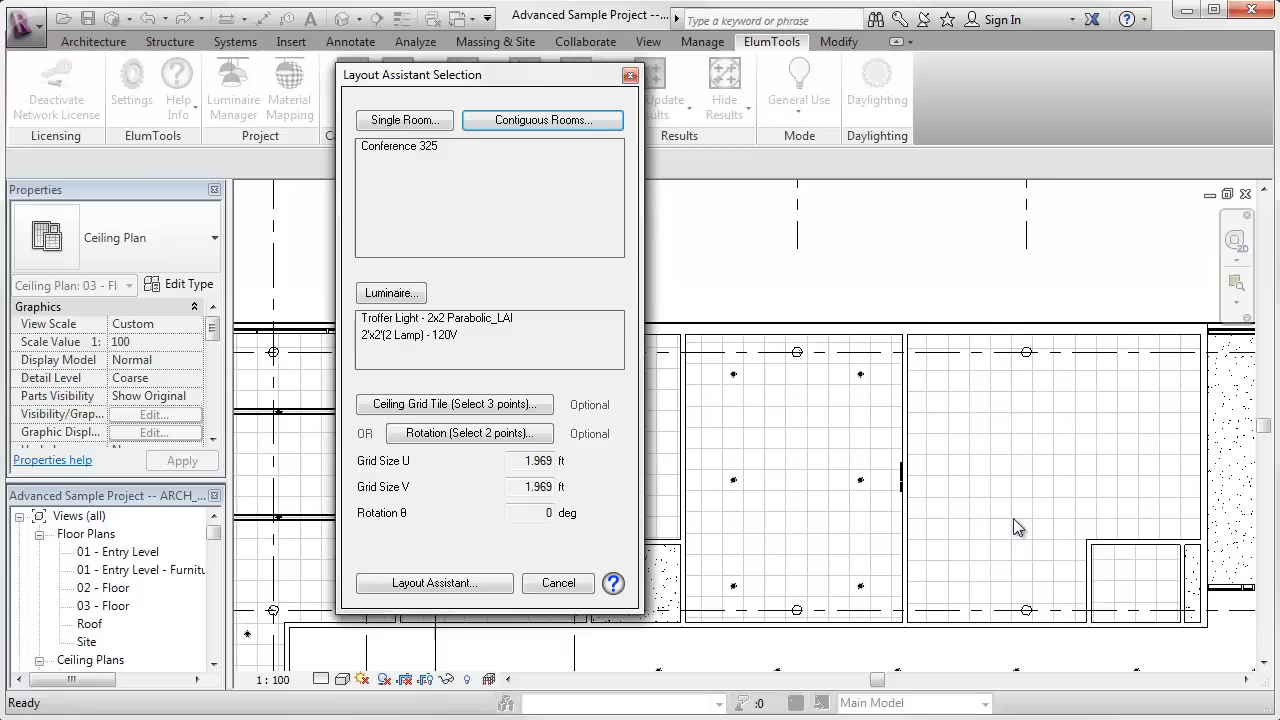 Advanced Sample Project --...
Type a keyword or phrase
Sign In
Architecture Structure Systems Insert Annotate Analyze Massing & Site Collaborate View Manage ElumTools Modify
Deactivate
Network License
Settings
Help
Info
Luminaire
Manager
Material
Mapping
Update
Hide
Results
General Use
Daylighting
Licensing
ElumTools
Project
Results
Mode
Daylighting
Layout Assistant Selection
Single Room...
Contiguous Rooms...
Conference 325
Luminaire...
Troffer Light - 2x2 Parabolic_LAI
2'x2'(2 Lamp) - 120V
Ceiling Grid Tile (Select 3 points)... Optional
OR Rotation (Select 2 points)... Optional
Grid Size U 1.969 ft
Grid Size V 1.969 ft
Rotation θ 0 deg
Layout Assistant...
Cancel
?
Properties
Ceiling Plan
Ceiling Plan: 03 - Fl
Edit Type
Graphics
View Scale Custom
Scale Value 1: 100
Display Model Normal
Detail Level Coarse
Parts Visibility Show Original
Visibility/Grap... Edit...
Graphic Displ... Edit...
Properties help
Apply
Advanced Sample Project -- ARCH_...
Views (all)
Floor Plans
01 - Entry Level
01 - Entry Level - Furnitu
02 - Floor
03 - Floor
Roof
Site
Ceiling Plans
2D
1 : 100
Ready
:0
Main Model